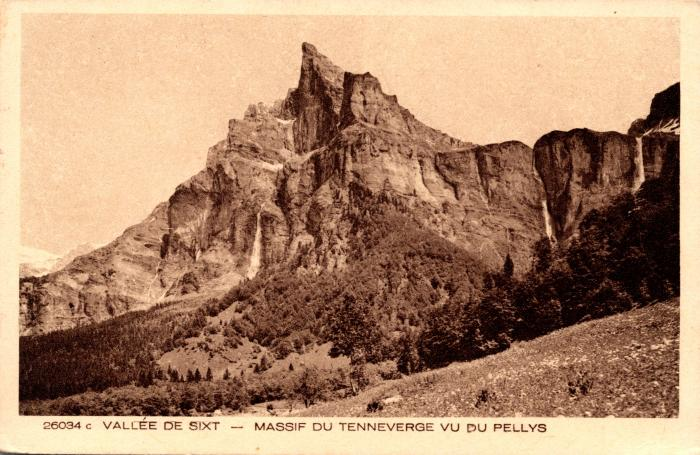 26034 c VALLÉE DE SIXT — MASSIF DU TENNEVERGE VU DU PELLYS